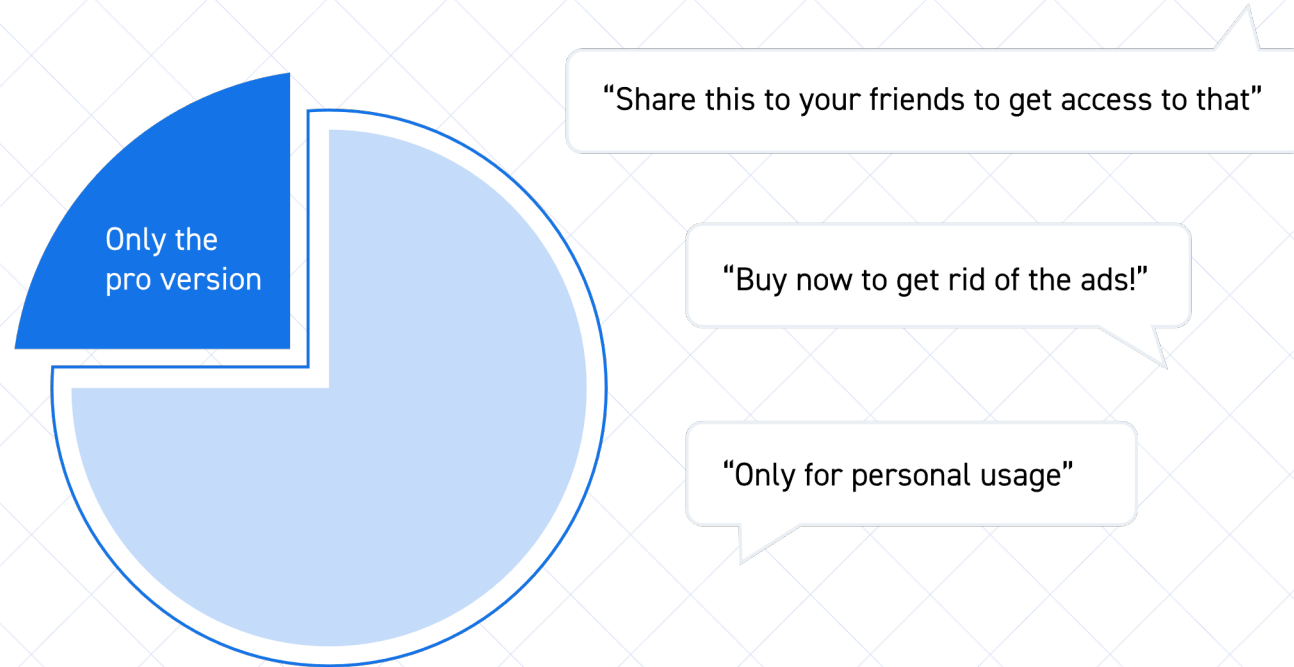 “Share this to your friends to get access to that”
Only the
pro version
“Buy now to get rid of the ads!”
“Only for personal usage”